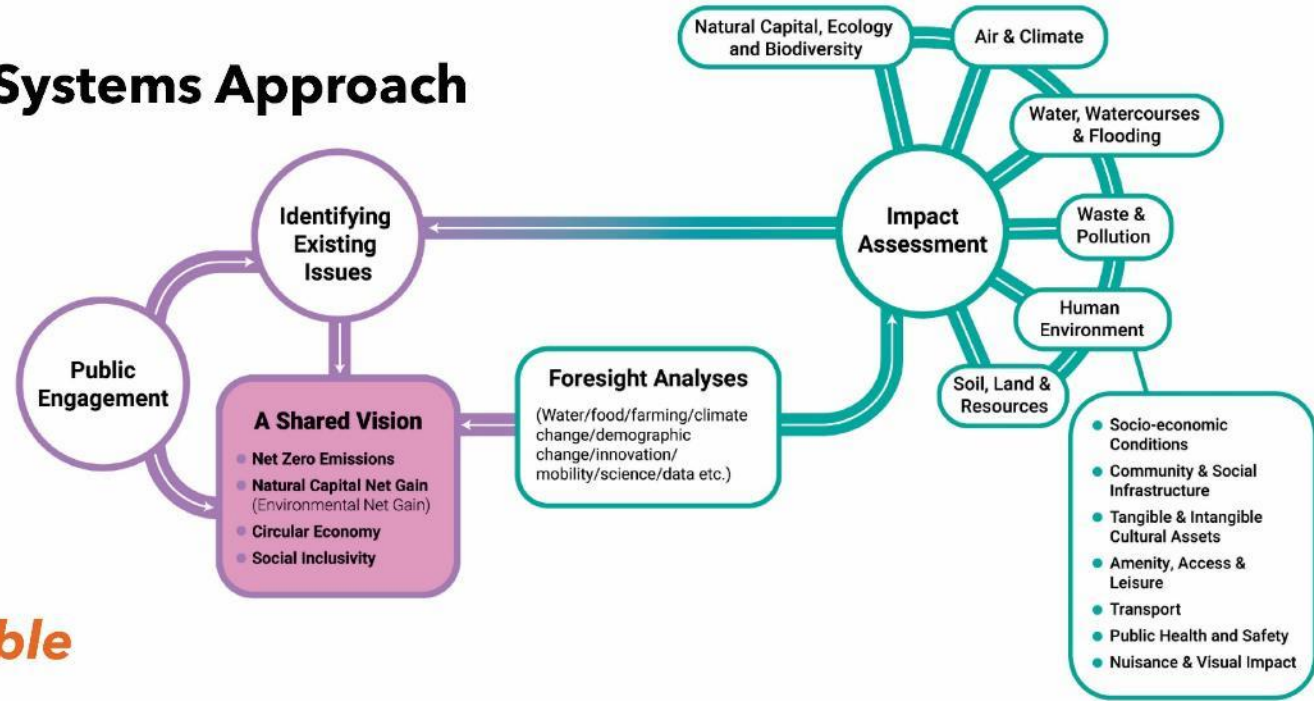 Systems Approach
Natural Capital, Ecology
and Biodiversity
Air & Climate
Water, Watercourses
& Flooding
Waste &
Pollution
Human
Environment
Soil, Land &
Resources
Impact
Assessment
Identifying
Existing
Issues
Public
Engagement
A Shared Vision
Net Zero Emissions
Natural Capital Net Gain
(Environmental Net Gain)
Circular Economy
Social Inclusivity
Foresight Analyses
(Water/food/farming/climate
change/demographic
change/innovation/
mobility/science/data etc.)
Socio-economic
Conditions
Community & Social
Infrastructure
Tangible & Intangible
Cultural Assets
Amenity, Access &
Leisure
Transport
Public Health and Safety
Nuisance & Visual Impact
ble